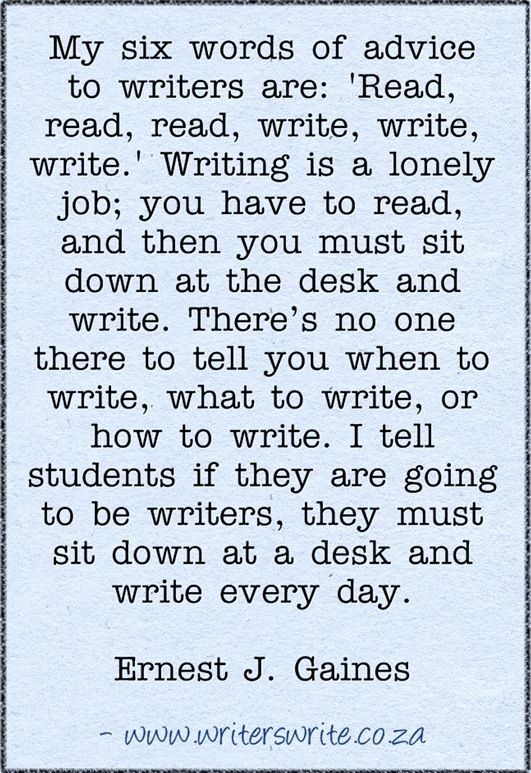 My six words of advice
to writers are: 'Read,
read, read, write, write,
write.' Writing is a lonely
job; you have to read,
and then you must sit
down at the desk and
write. There’s no one
there to tell you when to
write, what to write, or
how to write. I tell
students if they are going
to be writers, they must
sit down at a desk and
write every day.
Ernest J. Gaines
- www.writerswrite.co.za